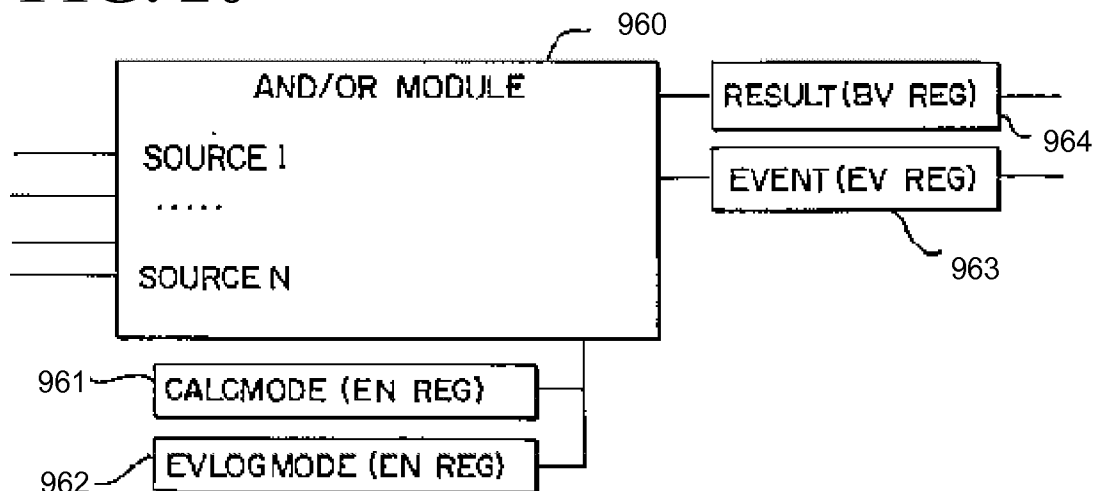 960
AND/OR MODULE
RESULT (BV REG)
964
SOURCE 1
EVENT (EV REG)
.....
963
SOURCE N
961
CALCMODE (EN REG)
EVLOGMODE (EN REG)
962